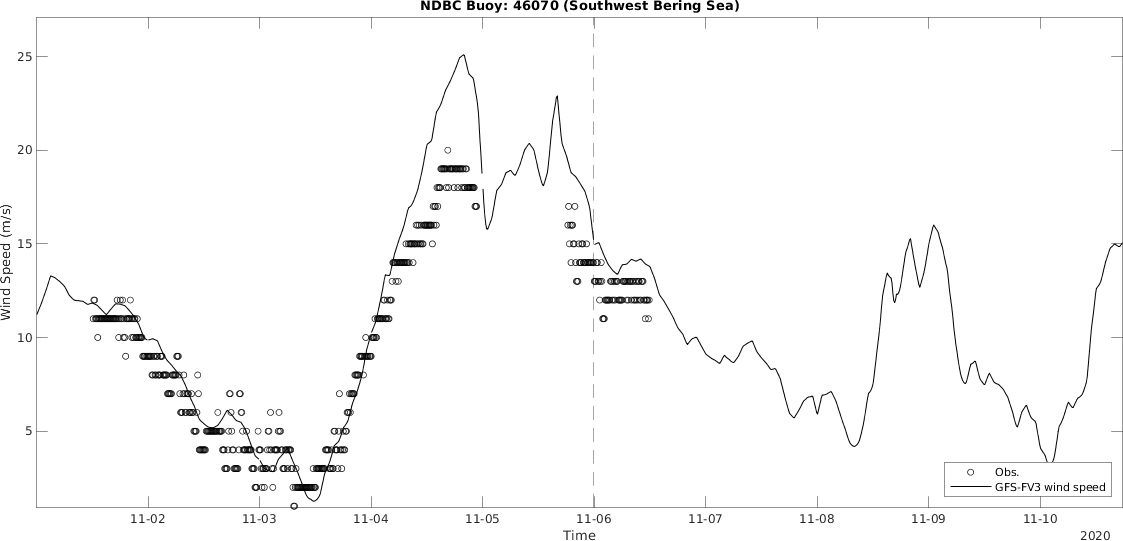 NDBC Buoy: 46070 (Southwest Bering Sea)
25
20
15
10
5
Wind Speed (m/s)
11-02 11-03 11-04 11-05 11-06 11-07 11-08 11-09 11-10
Time
2020
Obs.
GFS-FV3 wind speed